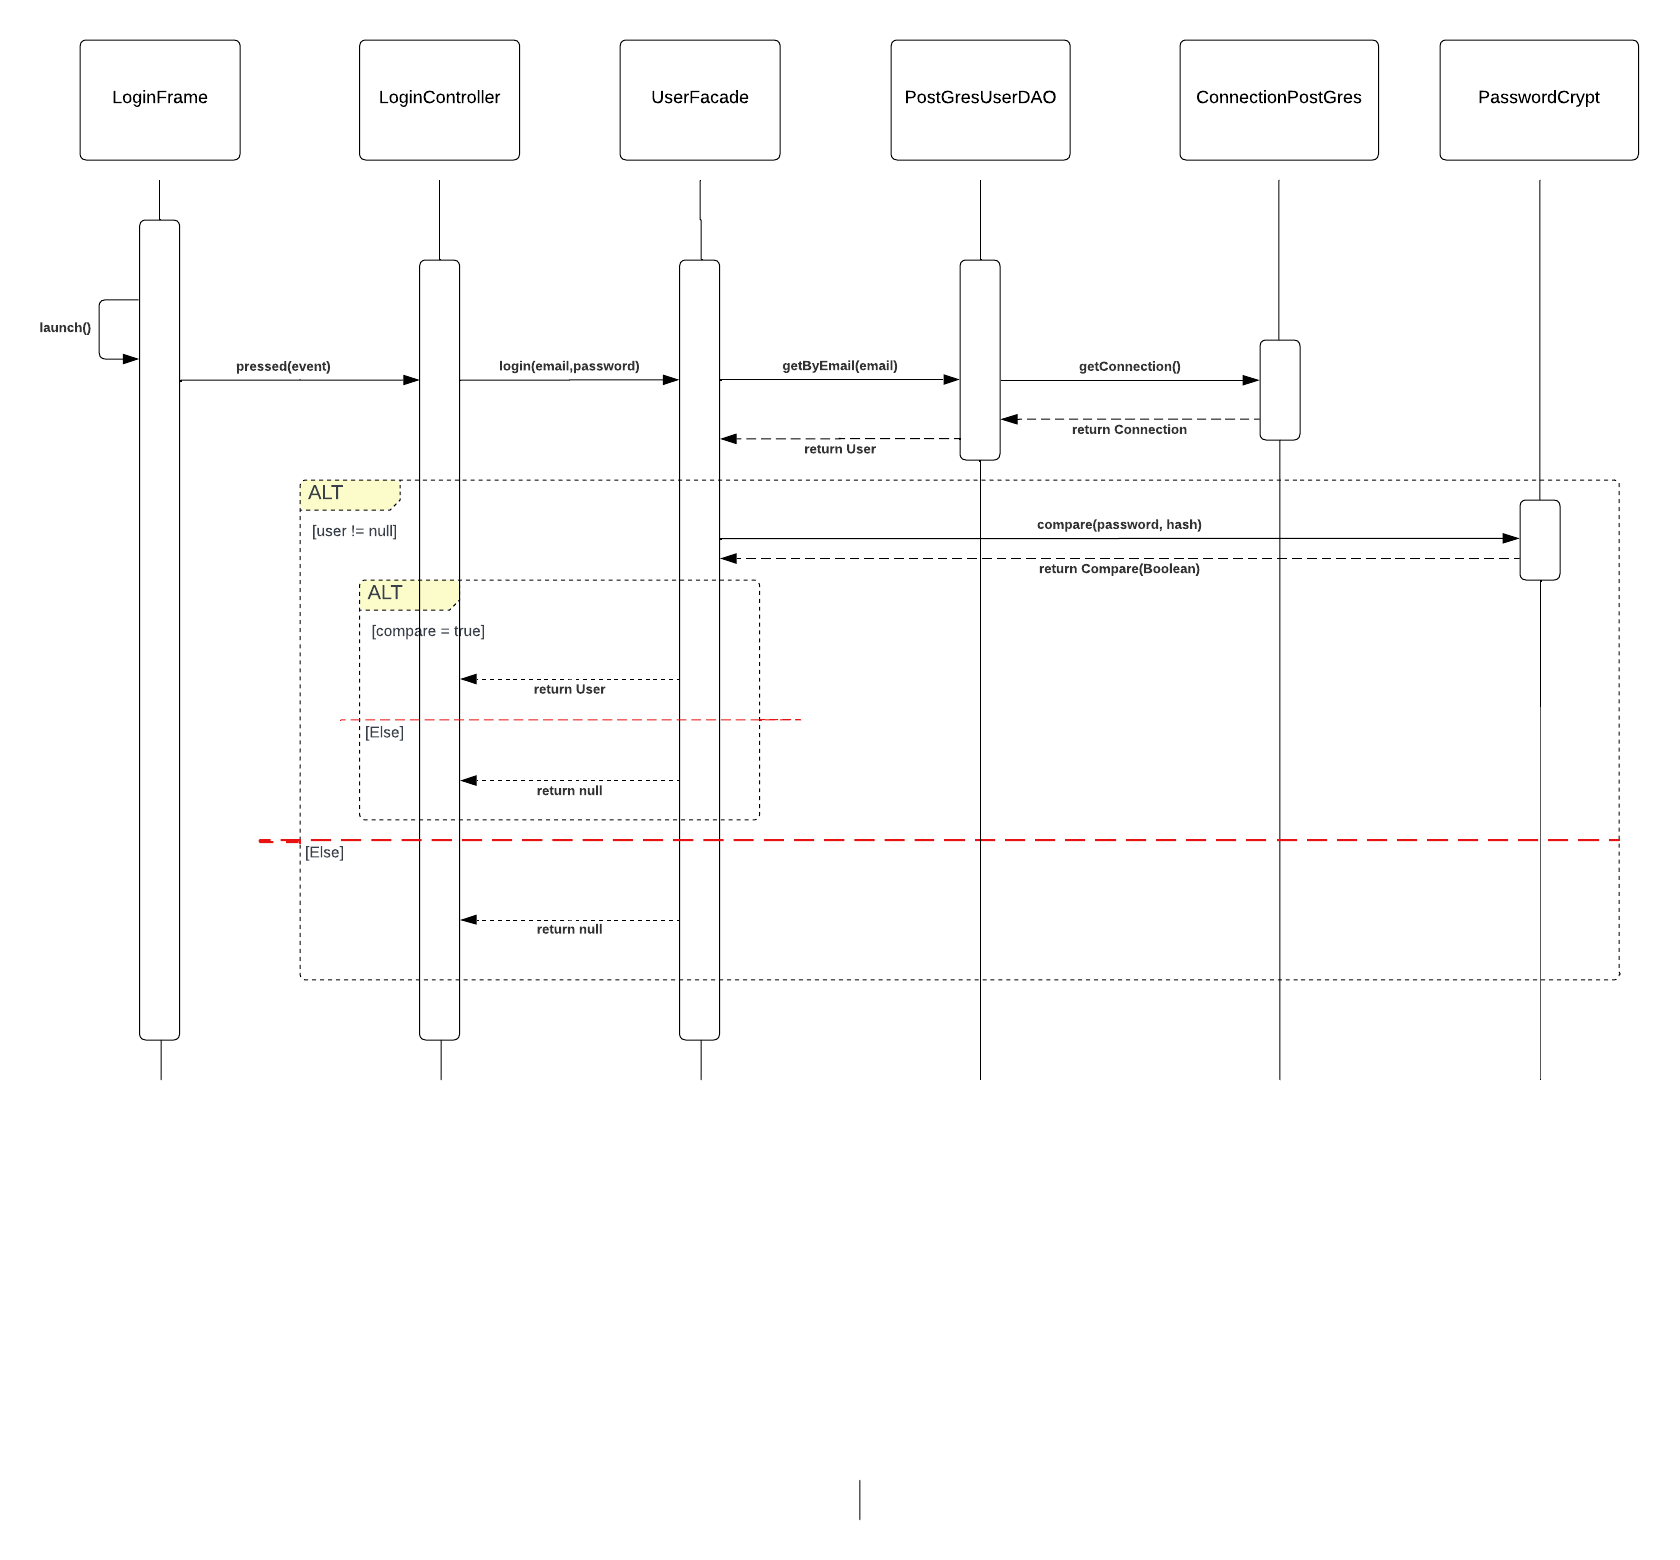 LoginFrame
LoginController
UserFacade
PostGresUserDAO
ConnectionPostGres
PasswordCrypt
launch()
pressed(event)
login(email,password)
getByEmail(email)
getConnection()
return Connection
return User
ALT
[user != null]
compare(password, hash)
return Compare(Boolean)
ALT
[compare = true]
return User
[Else]
return null
[Else]
return null